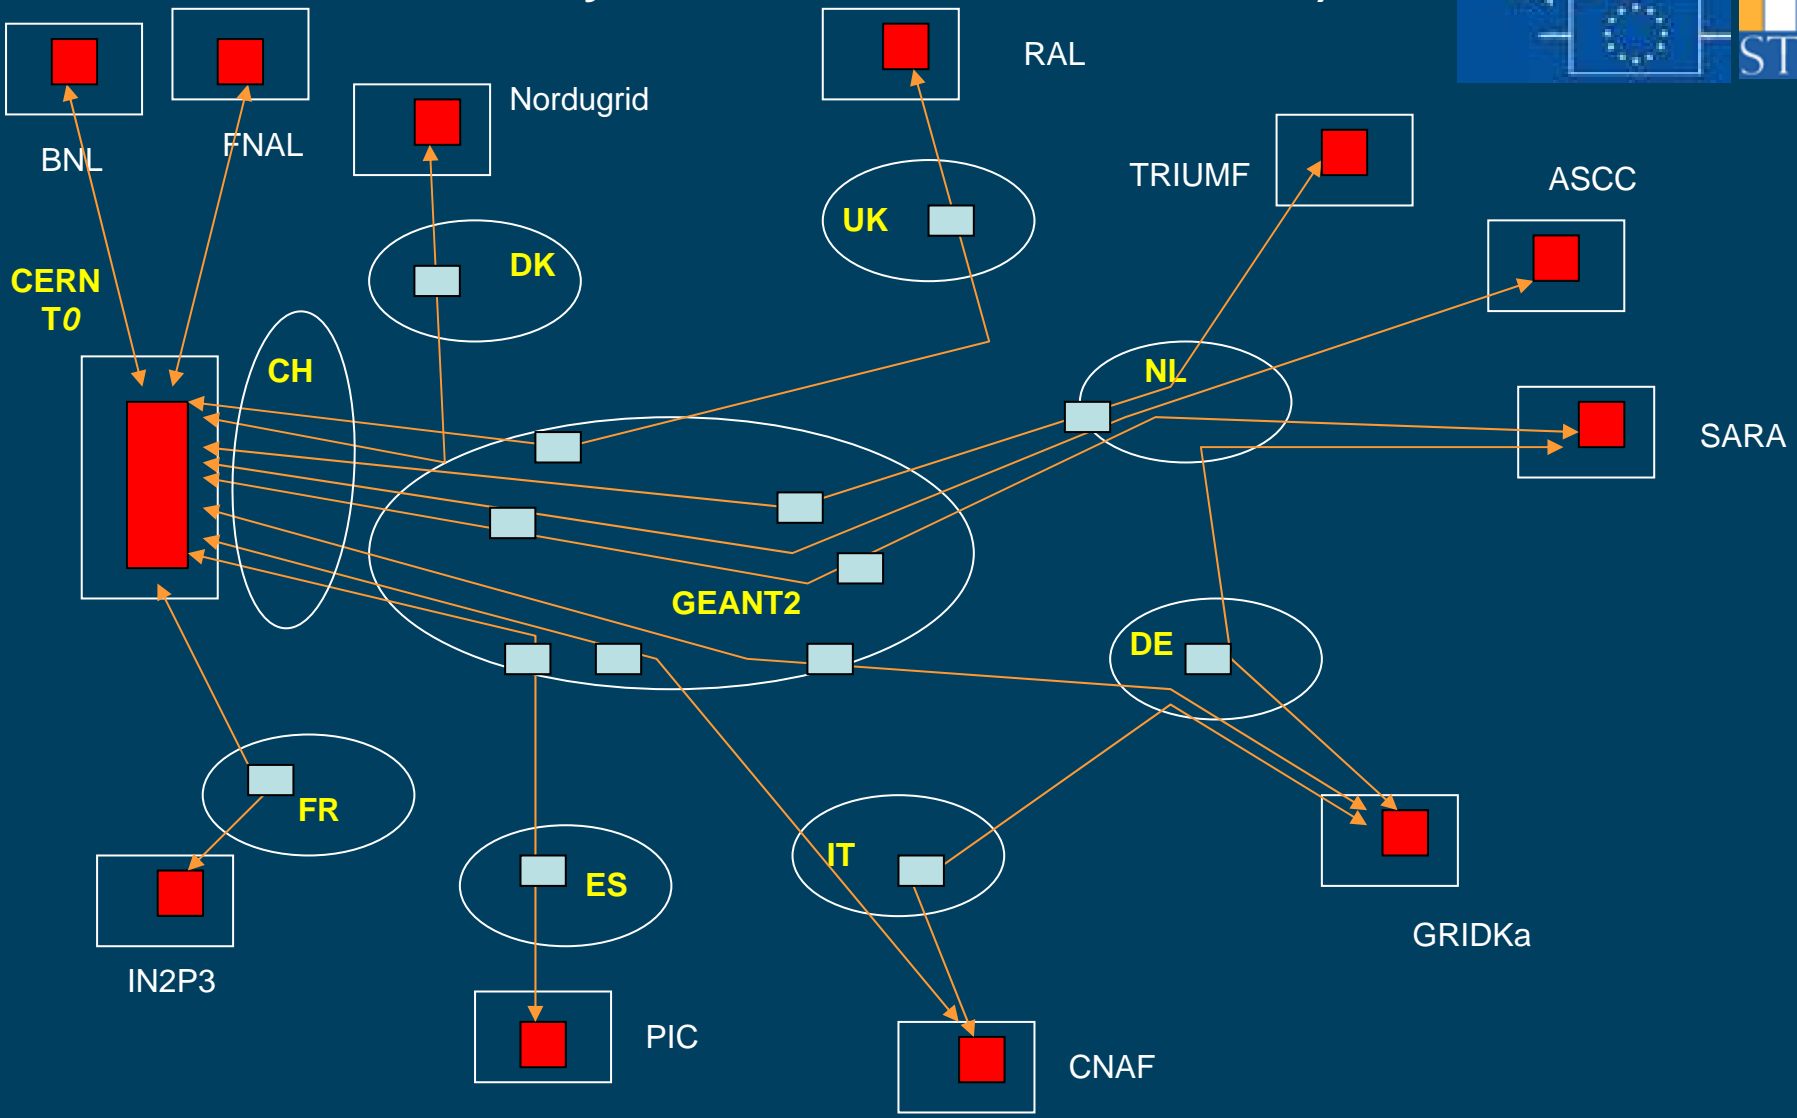 RAL
Nordugrid
BNL
FNAL
TRIUMF
ASCC
UK
DK
CERN
T0
CH
NL
SARA
GEANT2
DE
FR
ES
IT
GRIDKa
IN2P3
PIC
CNAF
ST